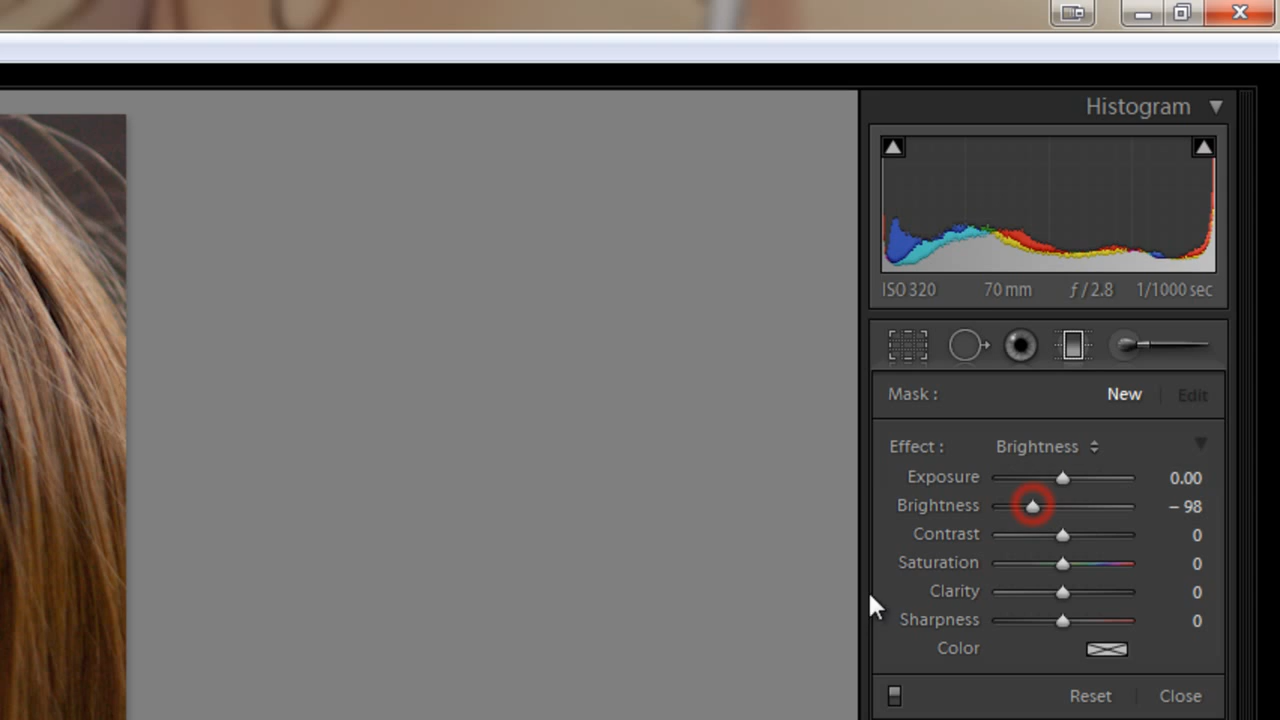 Histogram
ISO 320 70 mm ƒ / 2.8 1/1000 sec
Mask : New Edit
Effect : Brightness
Exposure 0.00
Brightness – 98
Contrast 0
Saturation 0
Clarity 0
Sharpness 0
Color
Reset Close